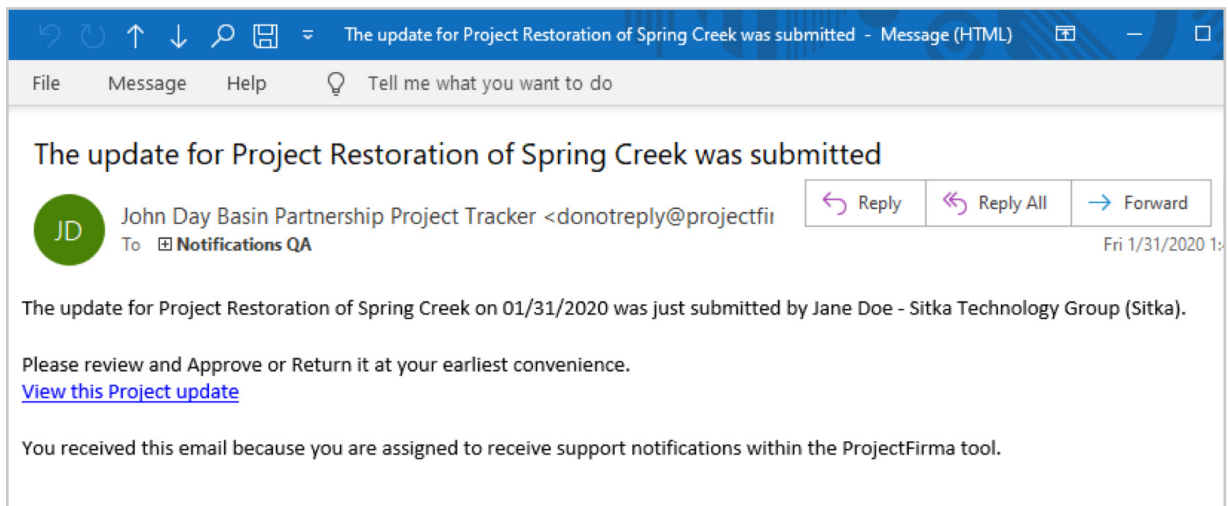 The update for Project Restoration of Spring Creek was submitted - Message (HTML)
File Message Help Tell me what you want to do
The update for Project Restoration of Spring Creek was submitted
JD
John Day Basin Partnership Project Tracker <donotreply@projectfir
Reply Reply All Forward
To Notifications QA
Fri 1/31/2020 1:
The update for Project Restoration of Spring Creek on 01/31/2020 was just submitted by Jane Doe - Sitka Technology Group (Sitka).
Please review and Approve or Return it at your earliest convenience.
View this Project update
You received this email because you are assigned to receive support notifications within the ProjectFirma tool.